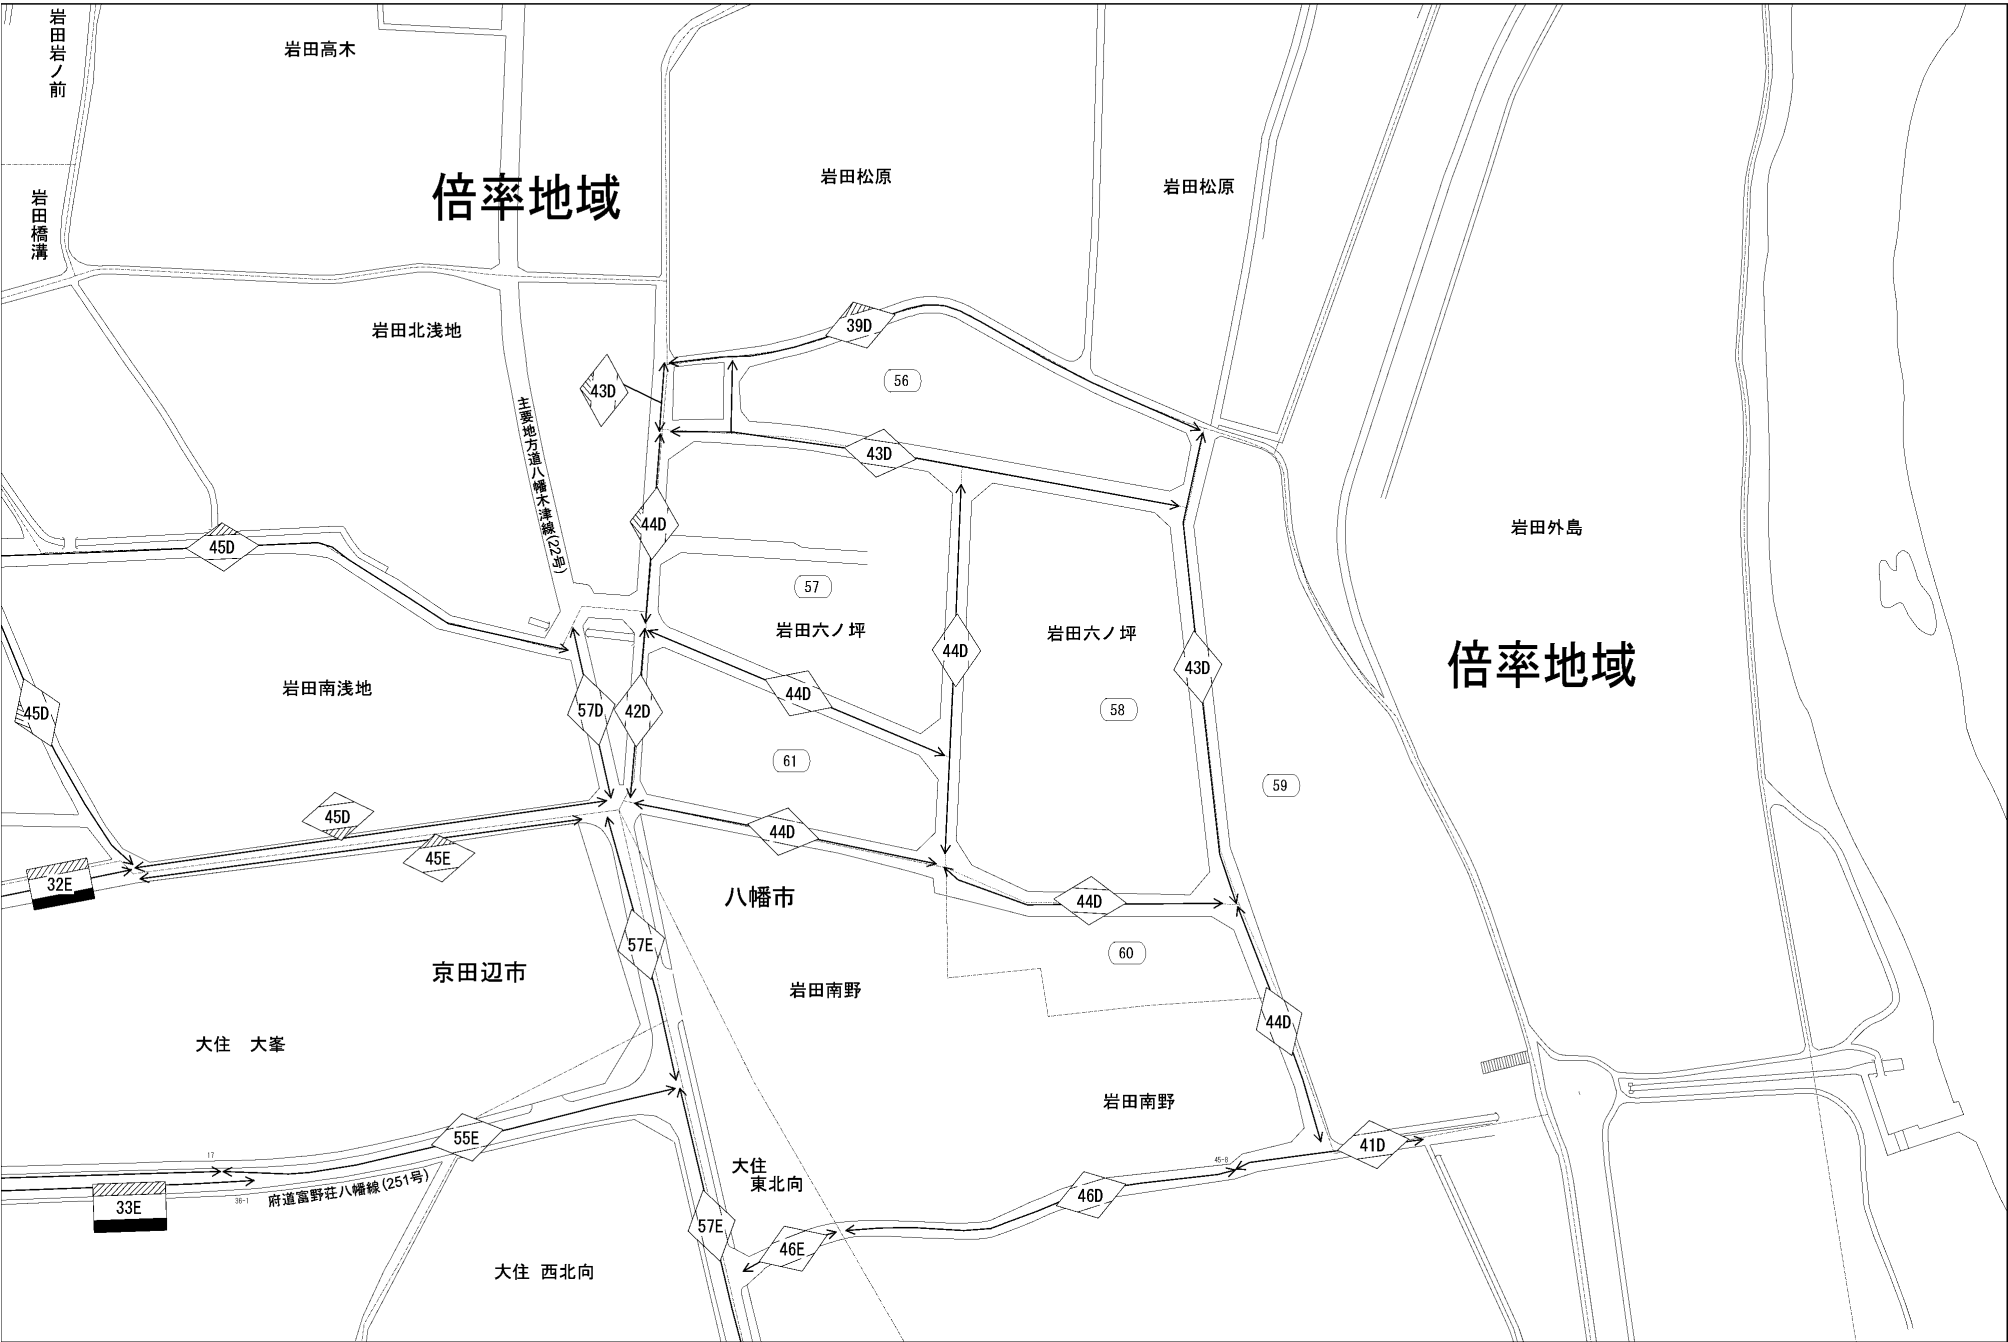 岩田岩ノ前
岩田高木
岩田橋溝
倍率地域
岩田松原
岩田松原
岩田北浅地
39D
56
43D
主要地方道八幡木津線(22号)
43D
44D
45D
岩田外島
57
岩田六ノ坪
岩田六ノ坪
44D
43D
倍率地域
岩田南浅地
44D
45D
57D
42D
58
61
59
45D
44D
45E
32E
八幡市
44D
57E
60
京田辺市
岩田南野
44D
大住 大峯
岩田南野
55E
41D
17
45-8
大住
東北向
36-1
府道富野荘八幡線(251号)
33E
46D
57E
46E
大住 西北向